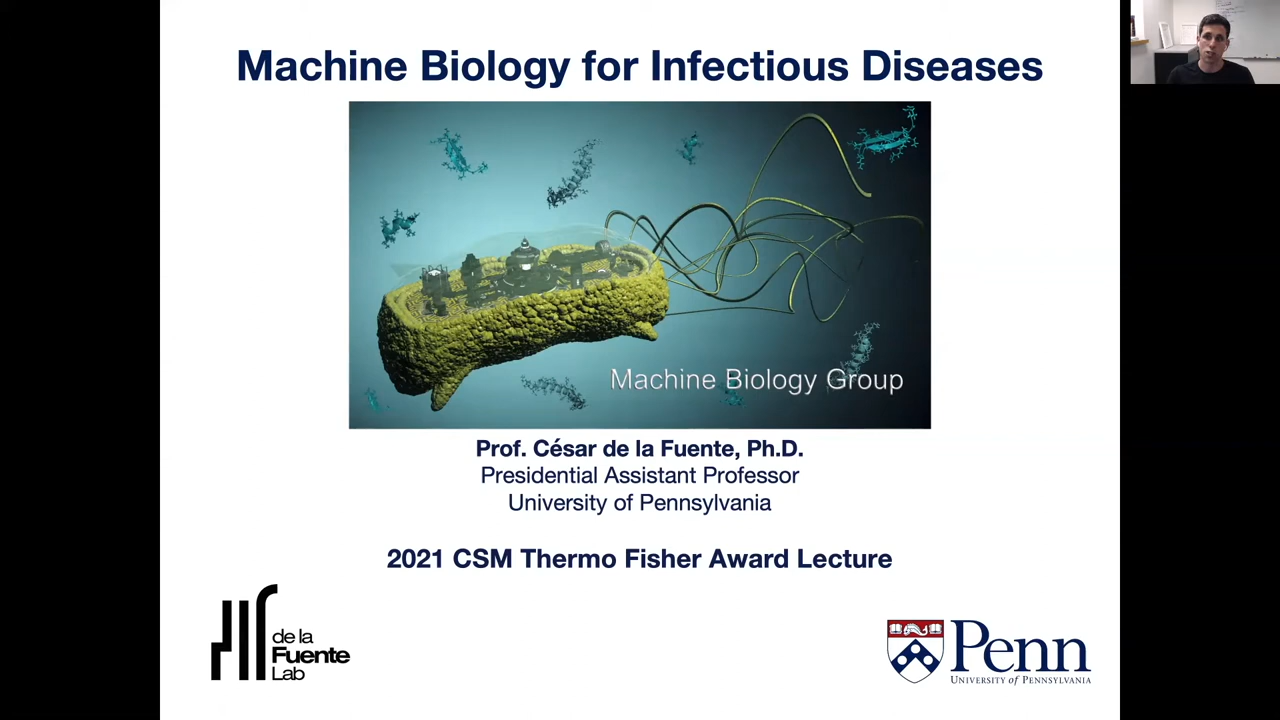 Machine Biology for Infectious Diseases
Machine Biology Group
Prof. César de la Fuente, Ph.D.
Presidential Assistant Professor
University of Pennsylvania
2021 CSM Thermo Fisher Award Lecture
de la
Fuente
Lab
Penn
UNIVERSITY of PENNSYLVANIA